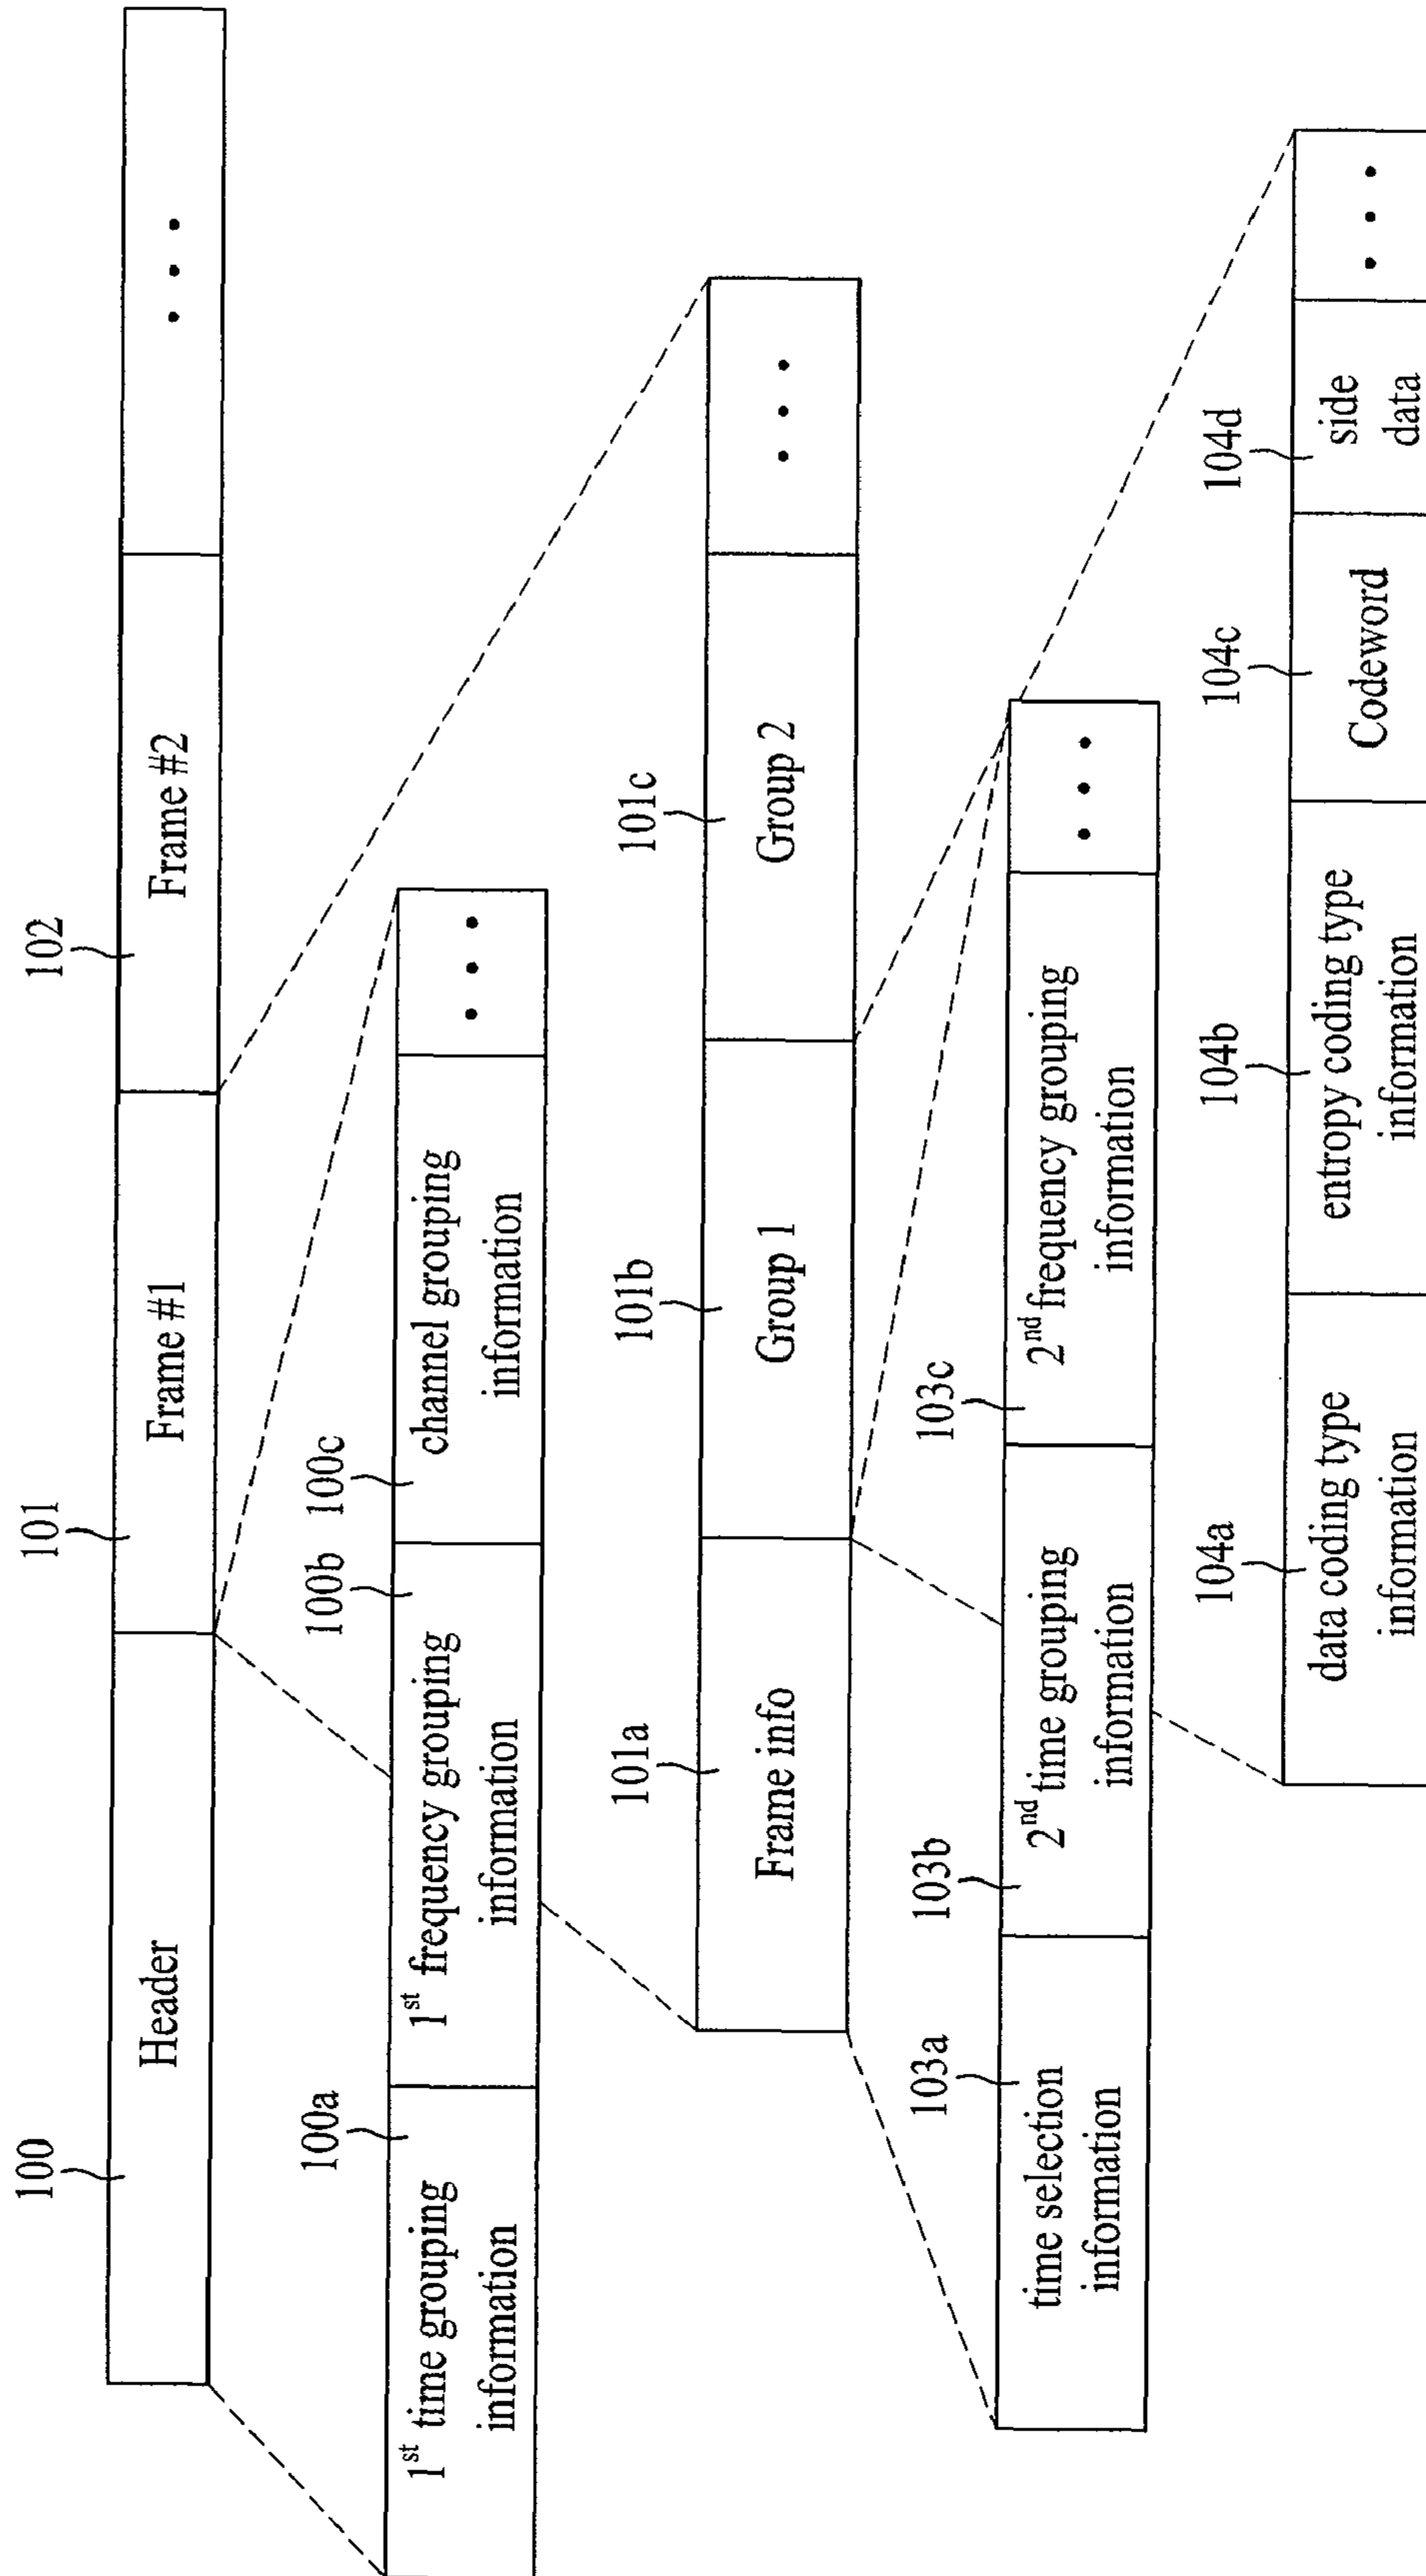 100
101
102
Header
Frame #1
Frame #2
• • •
100a
100b
100c
1st time grouping
information
1st frequency grouping
information
channel grouping
information
• • •
101a
101b
101c
Frame info
Group 1
Group 2
• • •
103a
103b
103c
time selection
information
2nd time grouping
information
2nd frequency grouping
information
• • •
104a
104b
104c
104d
data coding type
information
entropy coding type
information
Codeword
side
data
• • •